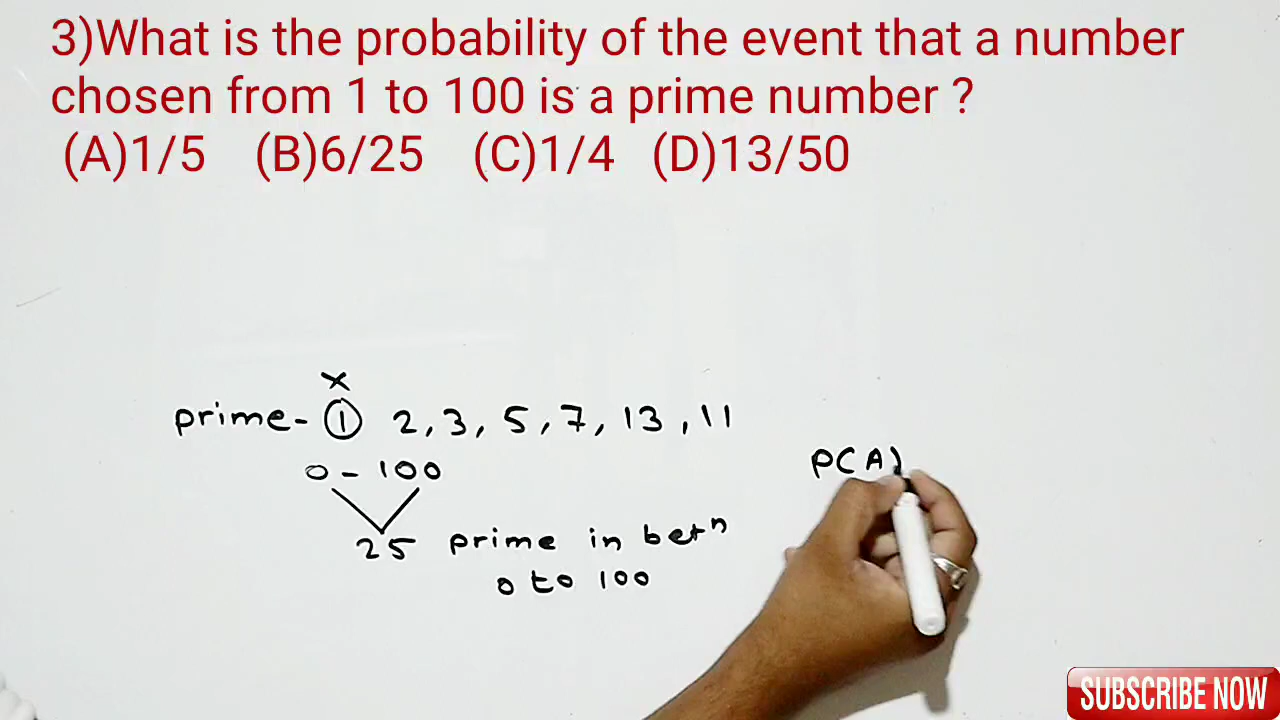 3)What is the probability of the event that a number
chosen from 1 to 100 is a prime number ?
(A)1/5 (B)6/25 (C)1/4 (D)13/50
x
prime- 1 2, 3, 5, 7, 13, 11
0 - 100
P(A)
25 prime in betn
0 to 100
SUBSCRIBE NOW